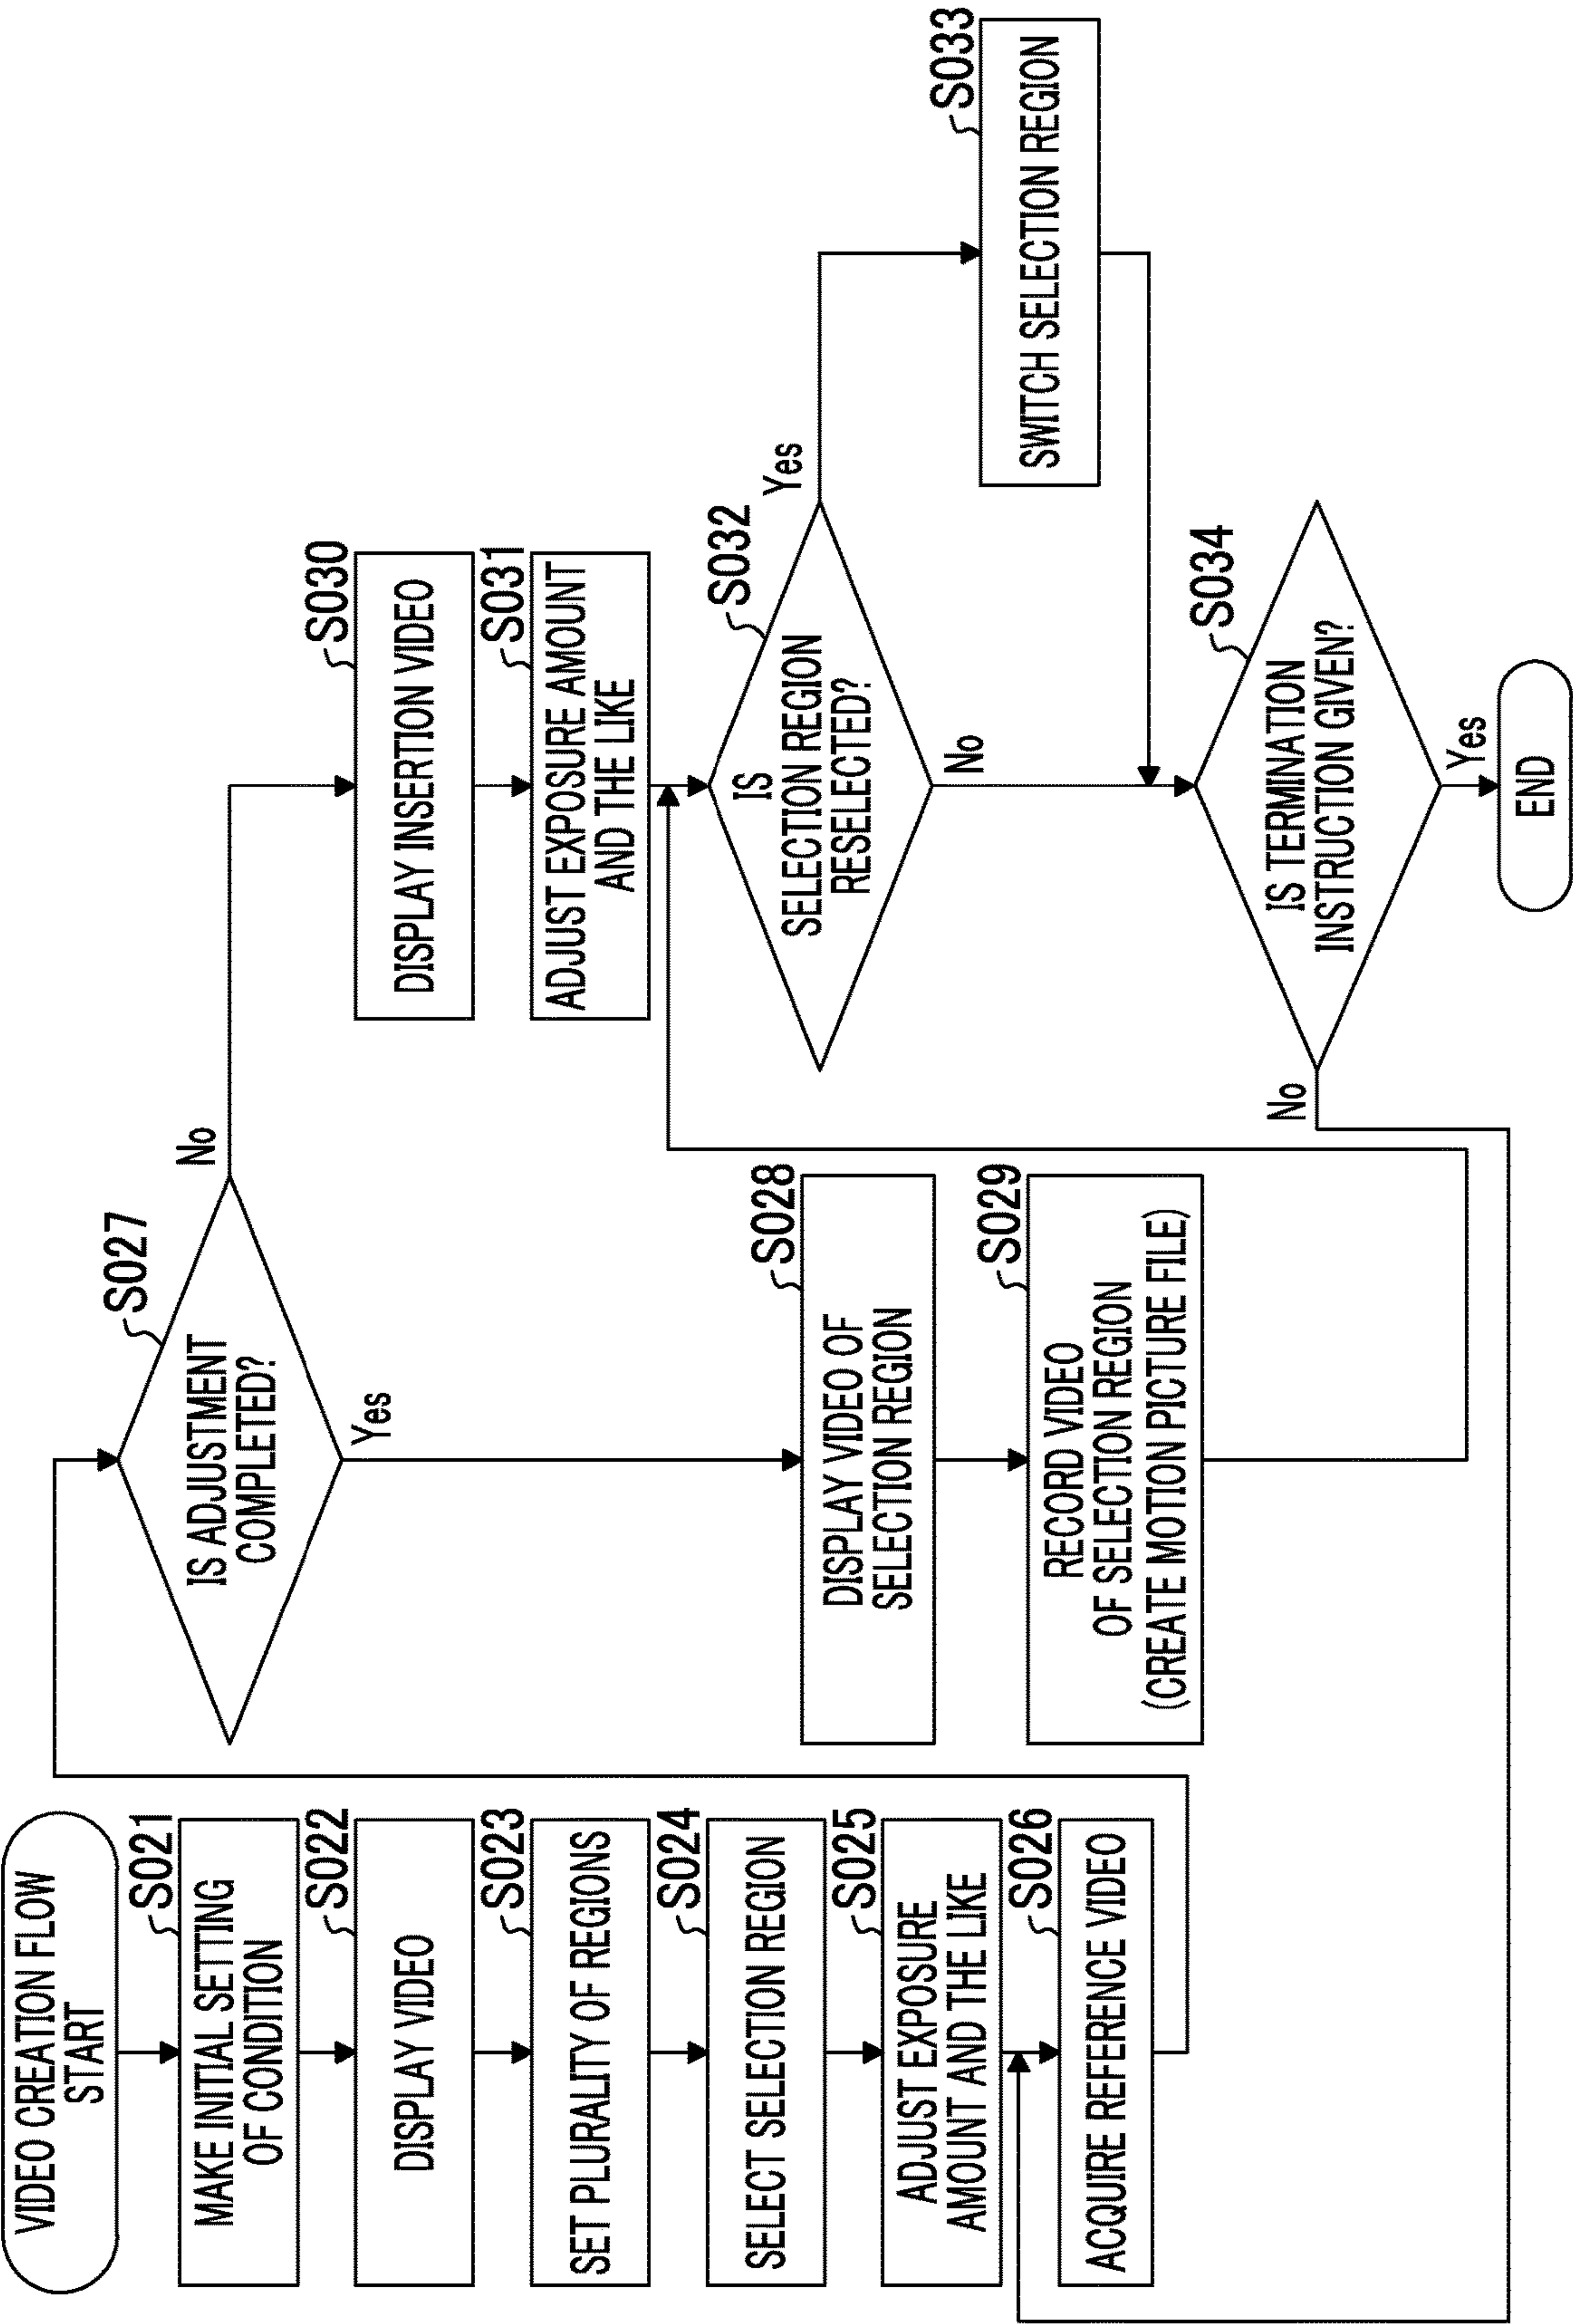 VIDEO CREATION FLOW
START
S021
MAKE INITIAL SETTING
OF CONDITION
S022
DISPLAY VIDEO
S023
SET PLURALITY OF REGIONS
S024
SELECT SELECTION REGION
S025
ADJUST EXPOSURE
AMOUNT AND THE LIKE
S026
ACQUIRE REFERENCE VIDEO
S027
IS ADJUSTMENT
COMPLETED?
No
Yes
S028
DISPLAY VIDEO OF
SELECTION REGION
S029
RECORD VIDEO
OF SELECTION REGION
(CREATE MOTION PICTURE FILE)
S030
DISPLAY INSERTION VIDEO
S031
ADJUST EXPOSURE AMOUNT
AND THE LIKE
S032
IS
SELECTION REGION
RESELECTED?
Yes
No
S033
SWITCH SELECTION REGION
S034
IS TERMINATION
INSTRUCTION GIVEN?
No
Yes
END